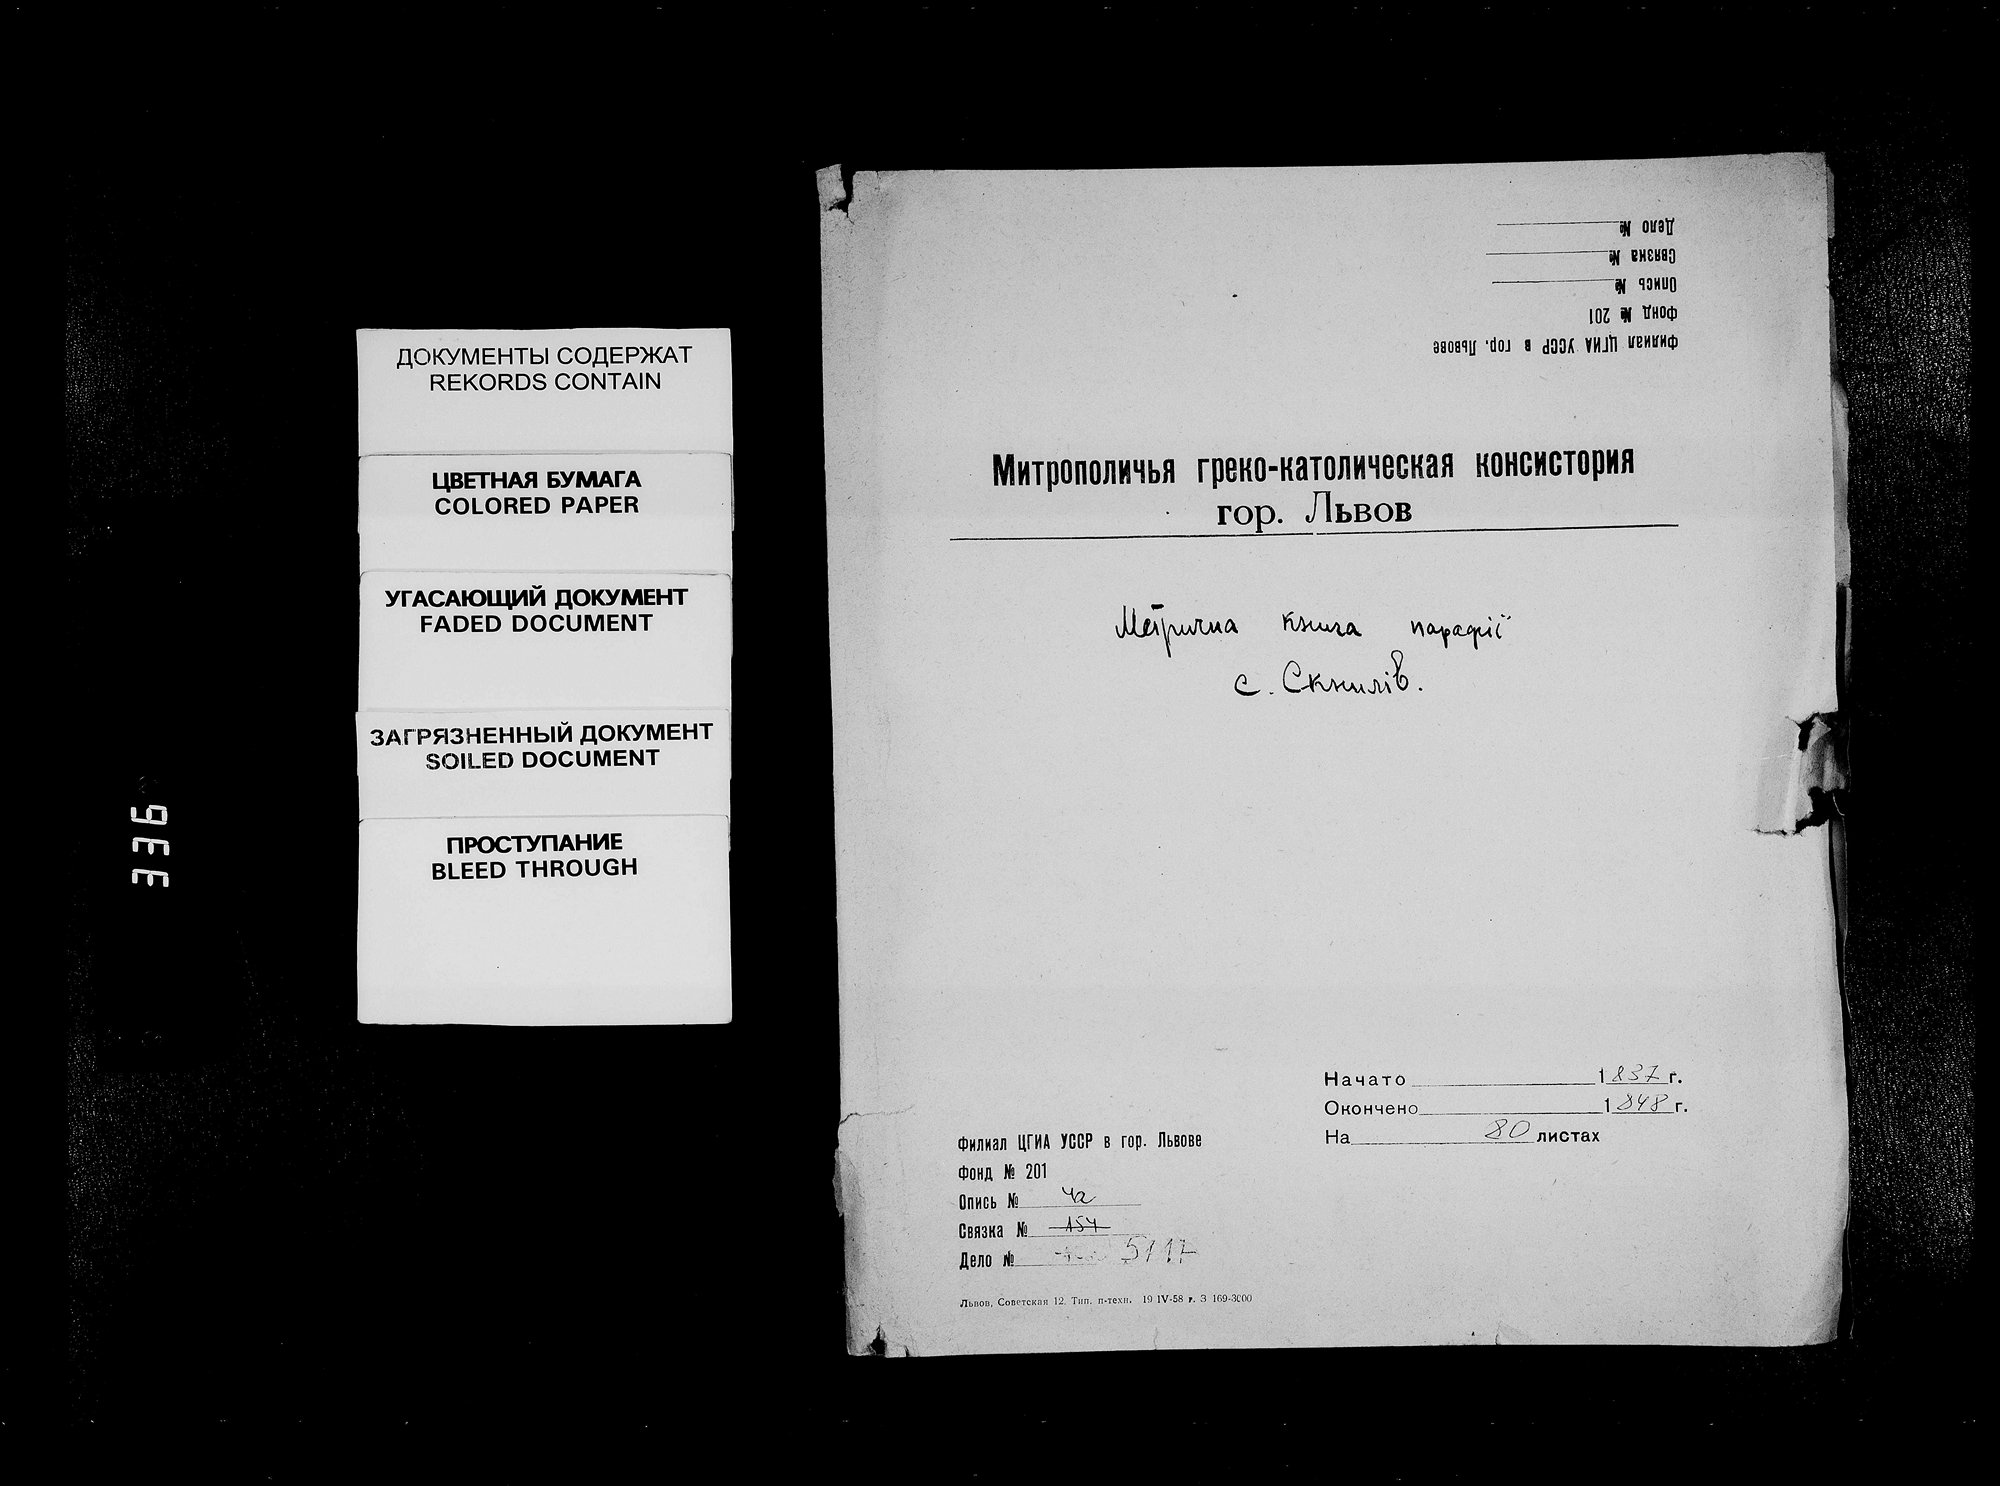 ДОКУМЕНТЫ СОДЕРЖАТ
REKORDS CONTAIN
ЦВЕТНАЯ БУМАГА
COLORED PAPER
УГАСАЮЩИЙ ДОКУМЕНТ
FADED DOCUMENT
ЗАГРЯЗНЕННЫЙ ДОКУМЕНТ
SOILED DOCUMENT
ПРОСТУПАНИЕ
BLEED THROUGH
336
Филиал ЦГИА УССР в гор. Львове
Фонд № 201
Опись №
Связка №
Дело №
Митрополичья греко-католическая консистория
гор. Львов
Метрична книга парафії
с. Скнилів.
Начато 1837 г.
Окончено 1848 г.
На 80 листах
Филиал ЦГИА УССР в гор. Львове
Фонд № 201
Опись № 4а
Связка № 154
Дело № 5117
Львов, Советская 12. Тип. п-техн. 19 IV-58 г. З 169-3000